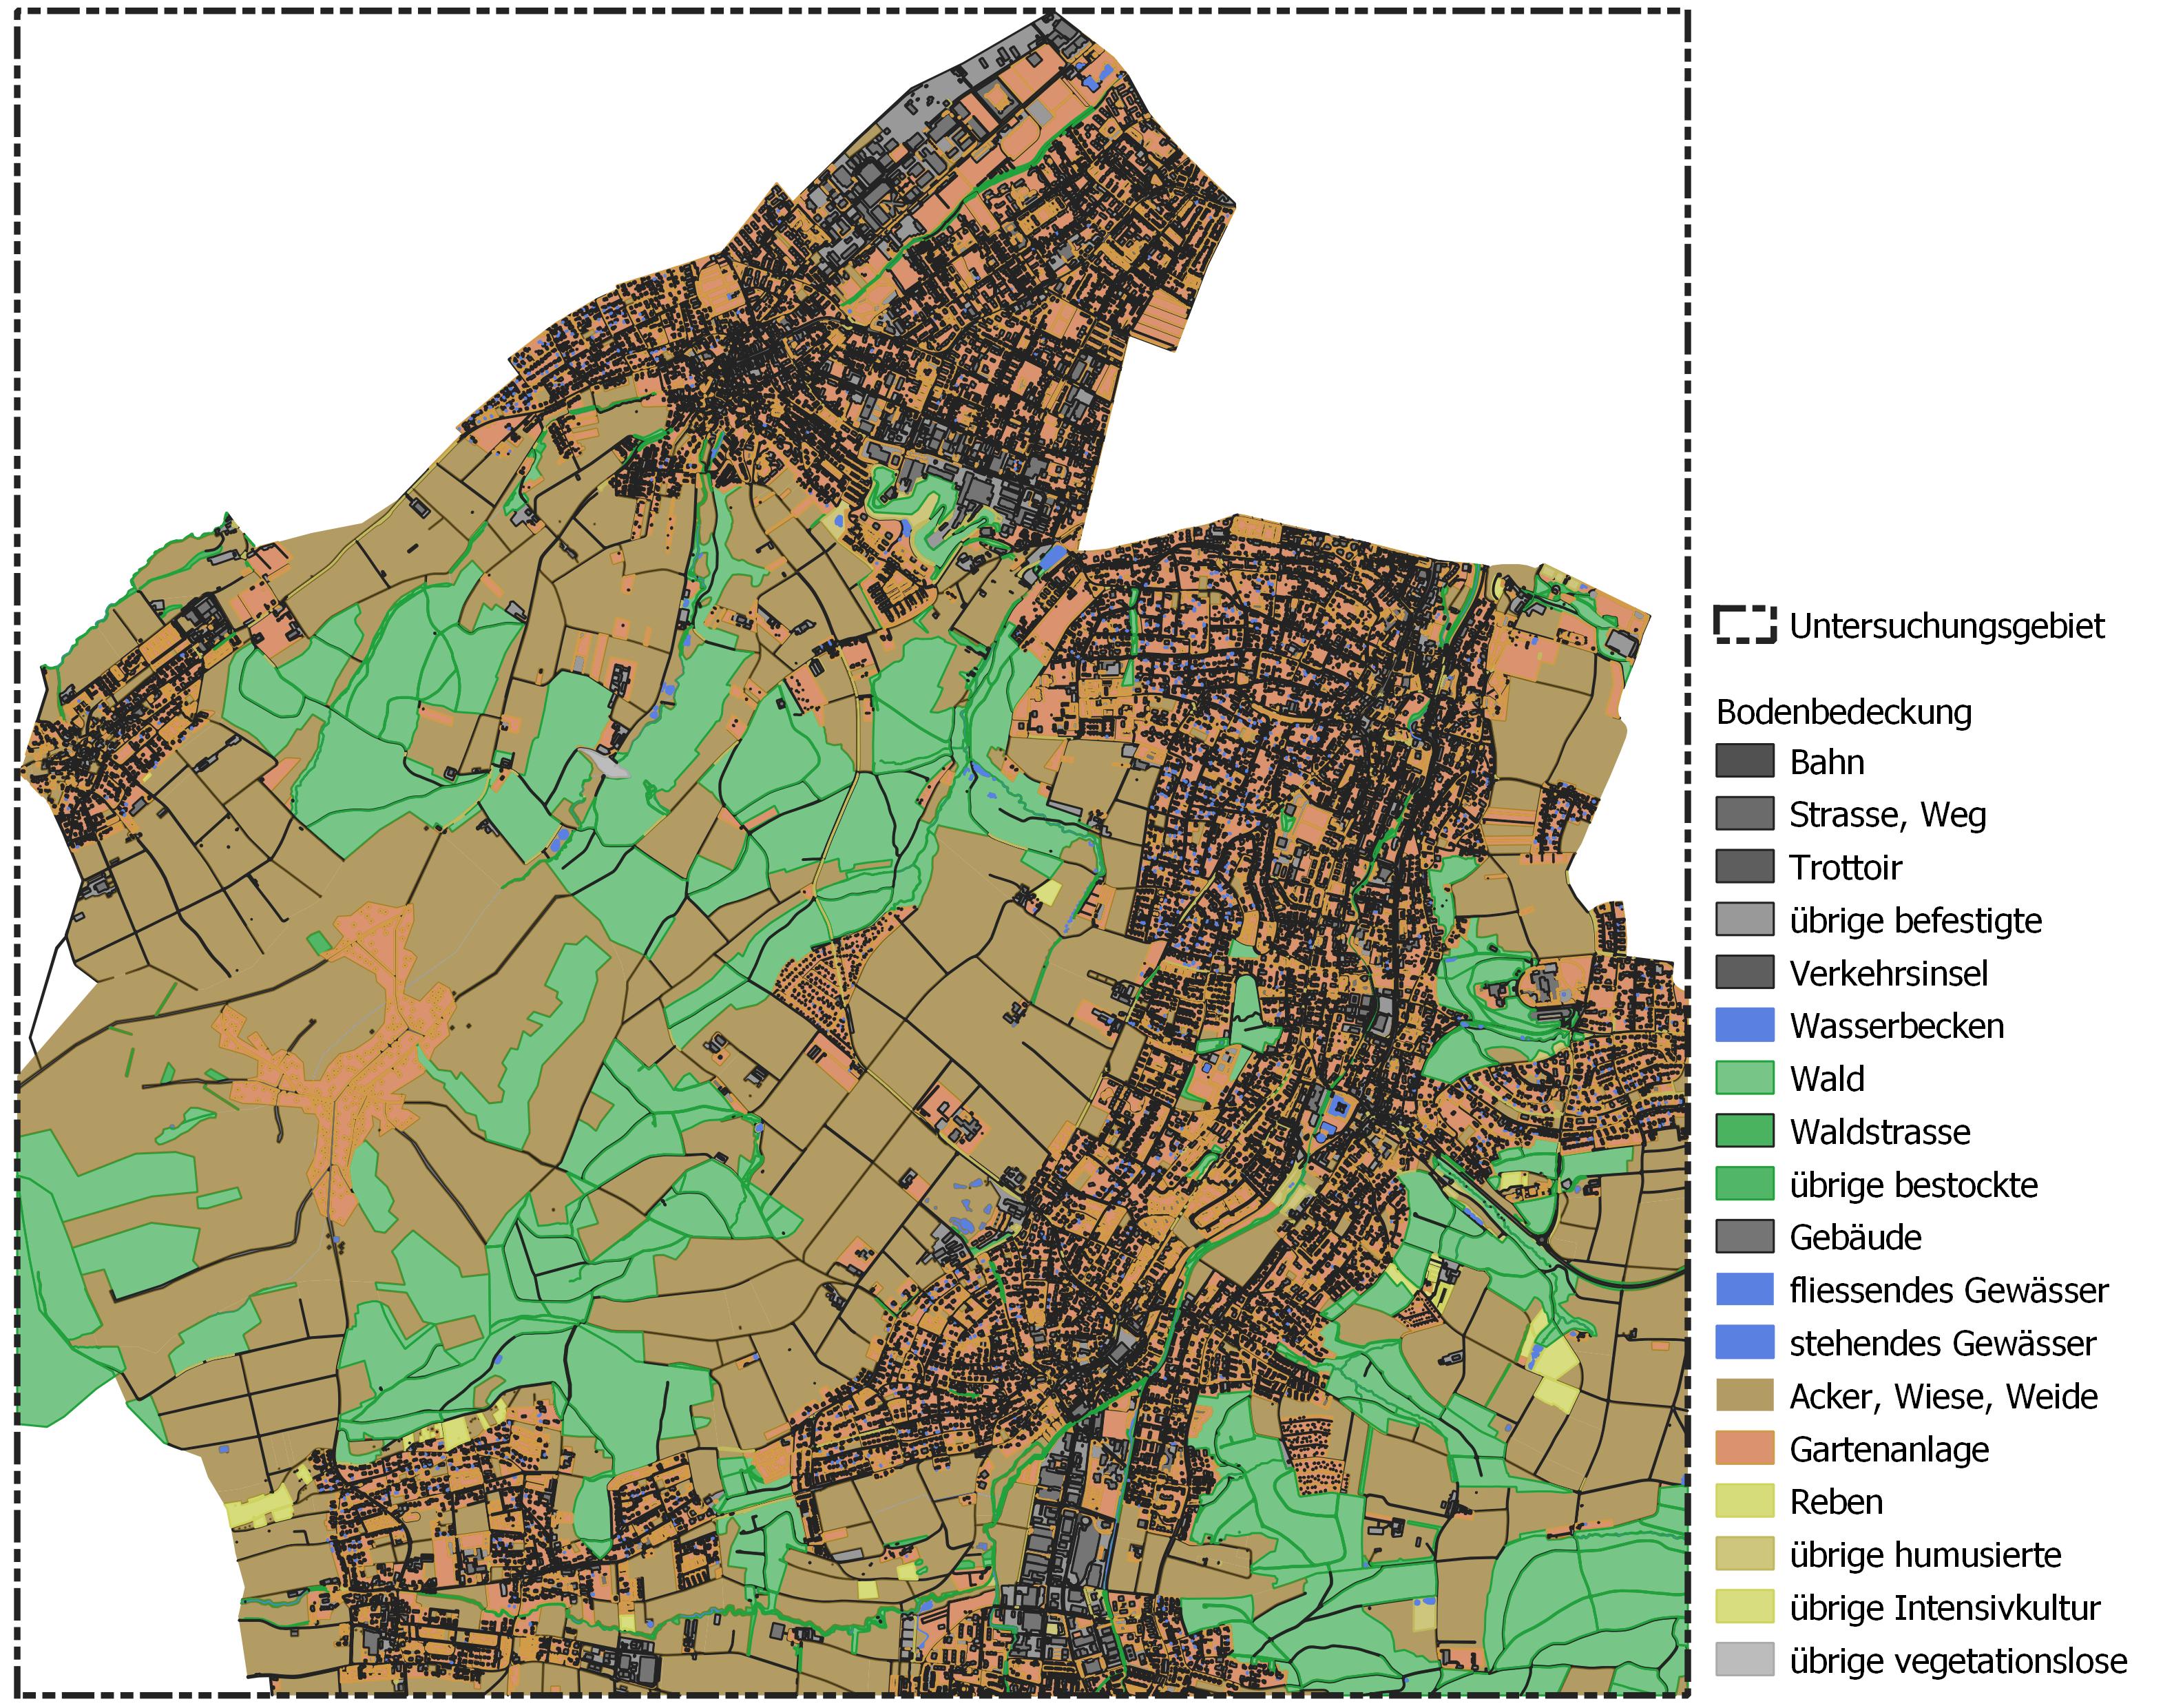 Untersuchungsgebiet
Bodenbedeckung
Bahn
Strasse, Weg
Trottoir
übrige befestigte
Verkehrsinsel
Wasserbecken
Wald
Waldstrasse
übrige bestockte
Gebäude
fliessendes Gewässer
stehendes Gewässer
Acker, Wiese, Weide
Gartenanlage
Reben
übrige humusierte
übrige Intensivkultur
übrige vegetationslose